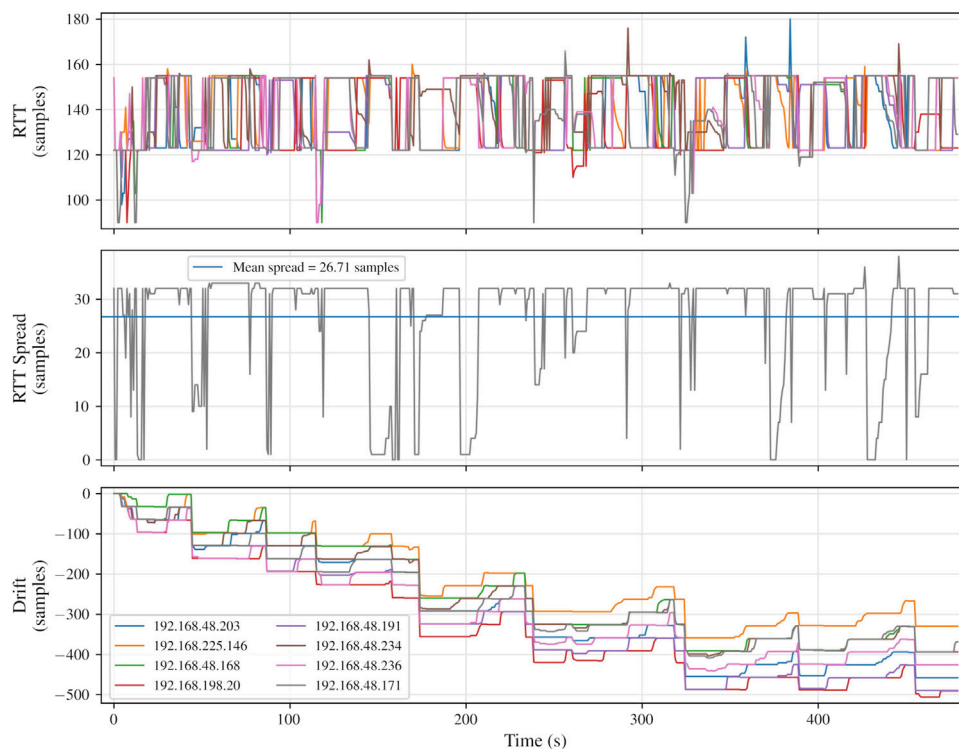 180
160
140
120
100
RTT
(samples)
Mean spread = 26.71 samples
30
20
10
0
RTT Spread
(samples)
0
−100
−200
−300
−400
−500
Drift
(samples)
192.168.48.203
192.168.225.146
192.168.48.168
192.168.198.20
192.168.48.191
192.168.48.234
192.168.48.236
192.168.48.171
0 100 200 300 400
Time (s)